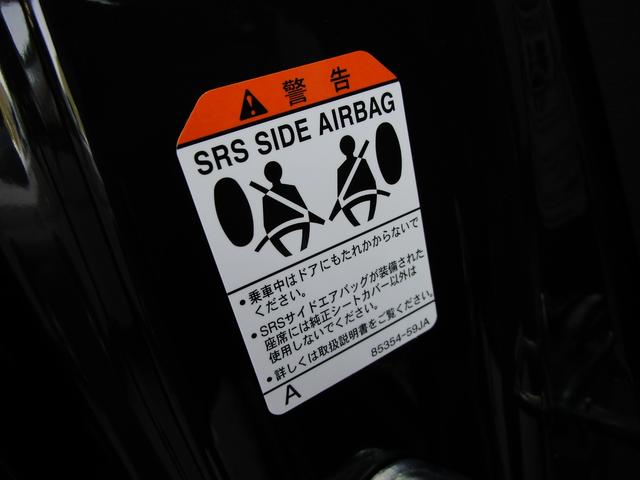 警告
SRS SIDE AIRBAG
•乗車中はドアにもたれかからないで
ください。
•SRSサイドエアバッグが装備された
座席には純正シートカバー以外は
使用しないでください。
•詳しくは取扱説明書をご覧ください。
85354-59JA
A